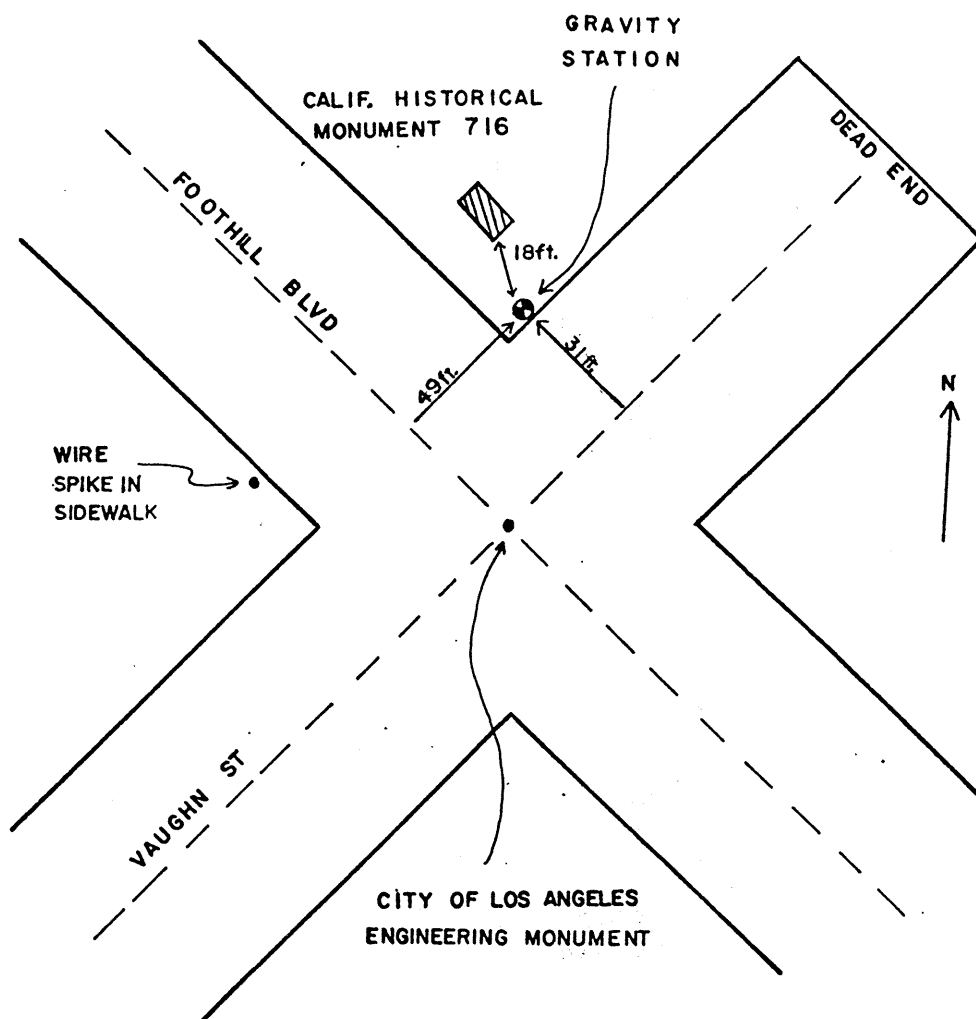 GRAVITY
STATION
CALIF. HISTORICAL
MONUMENT 716
DEAD END
FOOTHILL BLVD
18ft.
49ft.
31ft.
N
WIRE
SPIKE IN
SIDEWALK
VAUGHN ST
CITY OF LOS ANGELES
ENGINEERING MONUMENT